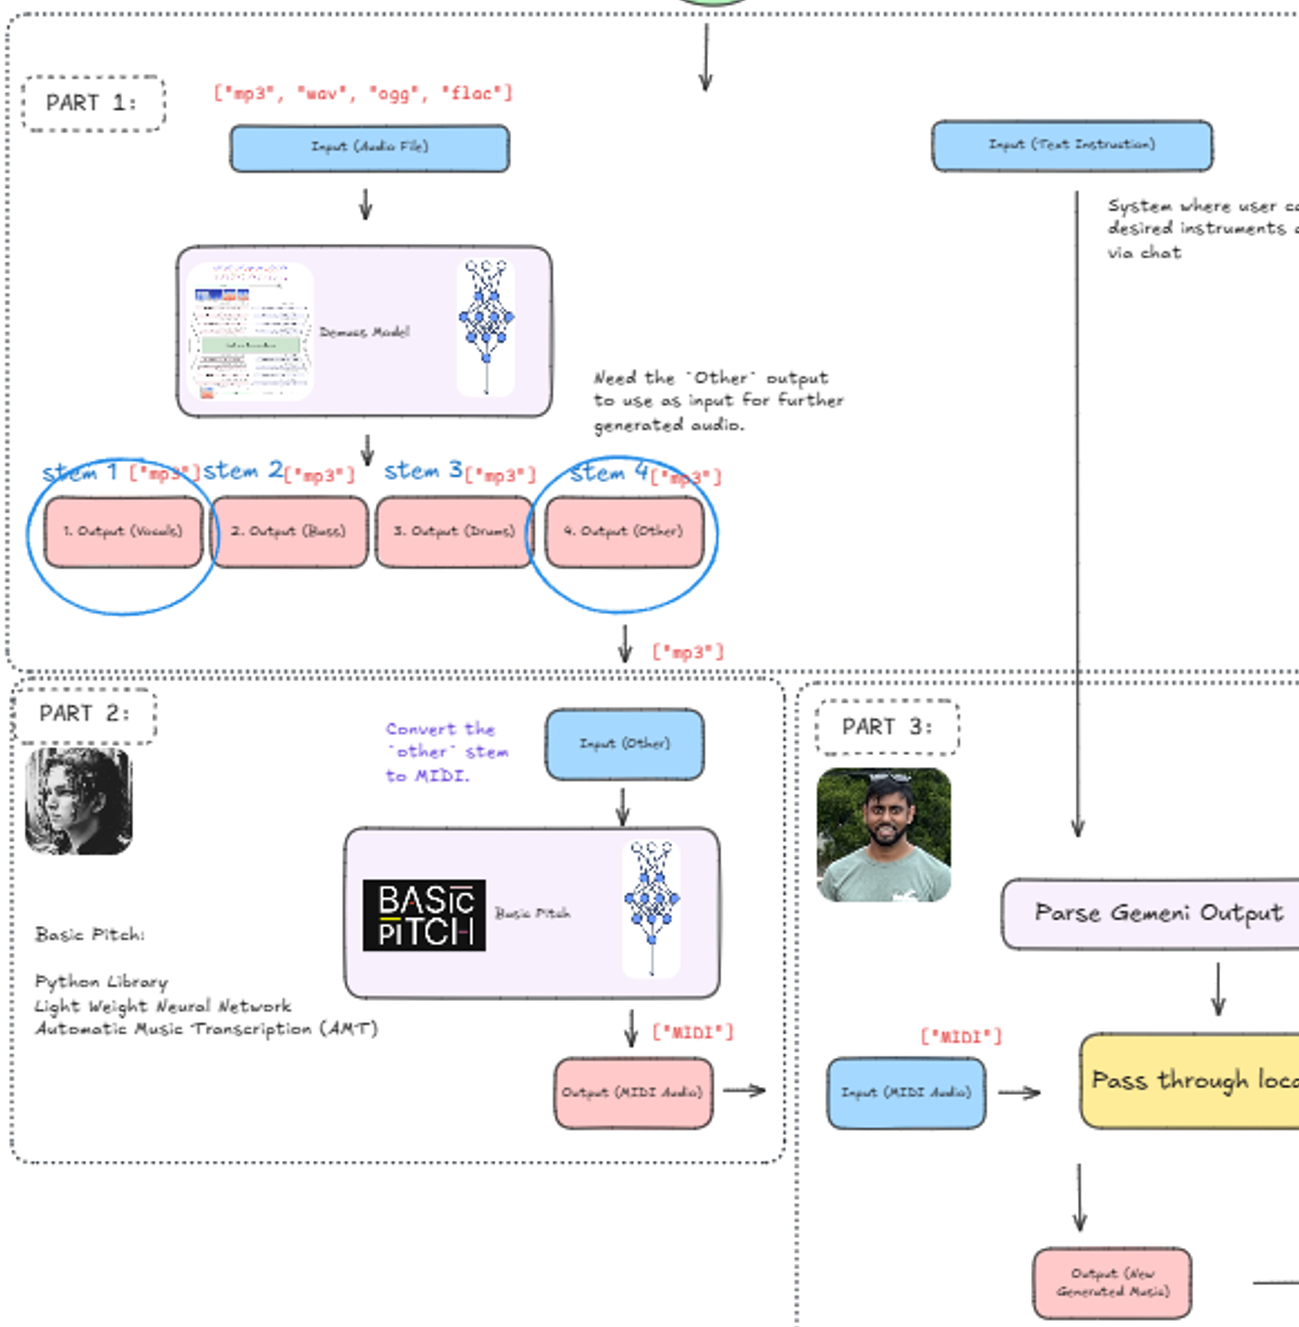 PART 1:
["mp3", "wav", "ogg", "flac"]
Input (Audio File)
Input (Text Instruction)
System where user
desired instruments
via chat
Demucs Model
Need the `Other` output
to use as input for further
generated audio.
stem 1 ["mp3"]
stem 2 ["mp3"]
stem 3 ["mp3"]
stem 4 ["mp3"]
1. Output (Vocals)
2. Output (Bass)
3. Output (Drums)
4. Output (Other)
["mp3"]
PART 2:
Convert the
`other` stem
to MIDI.
Input (Other)
BASIC
PITCH
Basic Pitch
Basic Pitch:
Python Library
Light Weight Neural Network
Automatic Music Transcription (AMT)
["MIDI"]
Output (MIDI Audio)
PART 3:
Parse Gemeni Output
["MIDI"]
Input (MIDI Audio)
Pass through loca
Output (New
Generated Music)